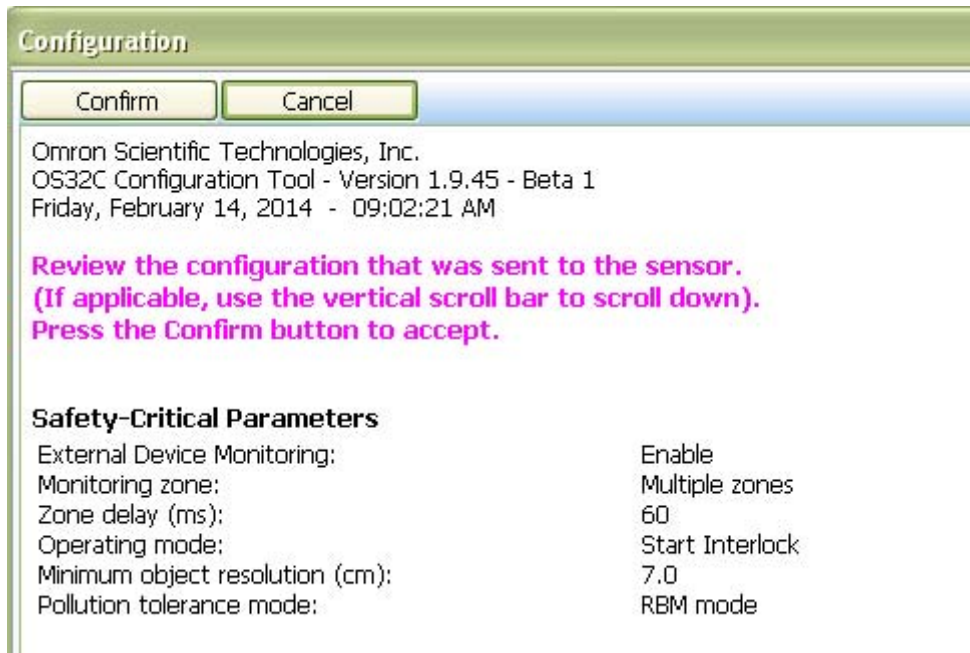 Configuration
Confirm Cancel
Omron Scientific Technologies, Inc.
OS32C Configuration Tool - Version 1.9.45 - Beta 1
Friday, February 14, 2014 - 09:02:21 AM
Review the configuration that was sent to the sensor.
(If applicable, use the vertical scroll bar to scroll down).
Press the Confirm button to accept.
Safety-Critical Parameters
External Device Monitoring: Enable
Monitoring zone: Multiple zones
Zone delay (ms): 60
Operating mode: Start Interlock
Minimum object resolution (cm): 7.0
Pollution tolerance mode: RBM mode